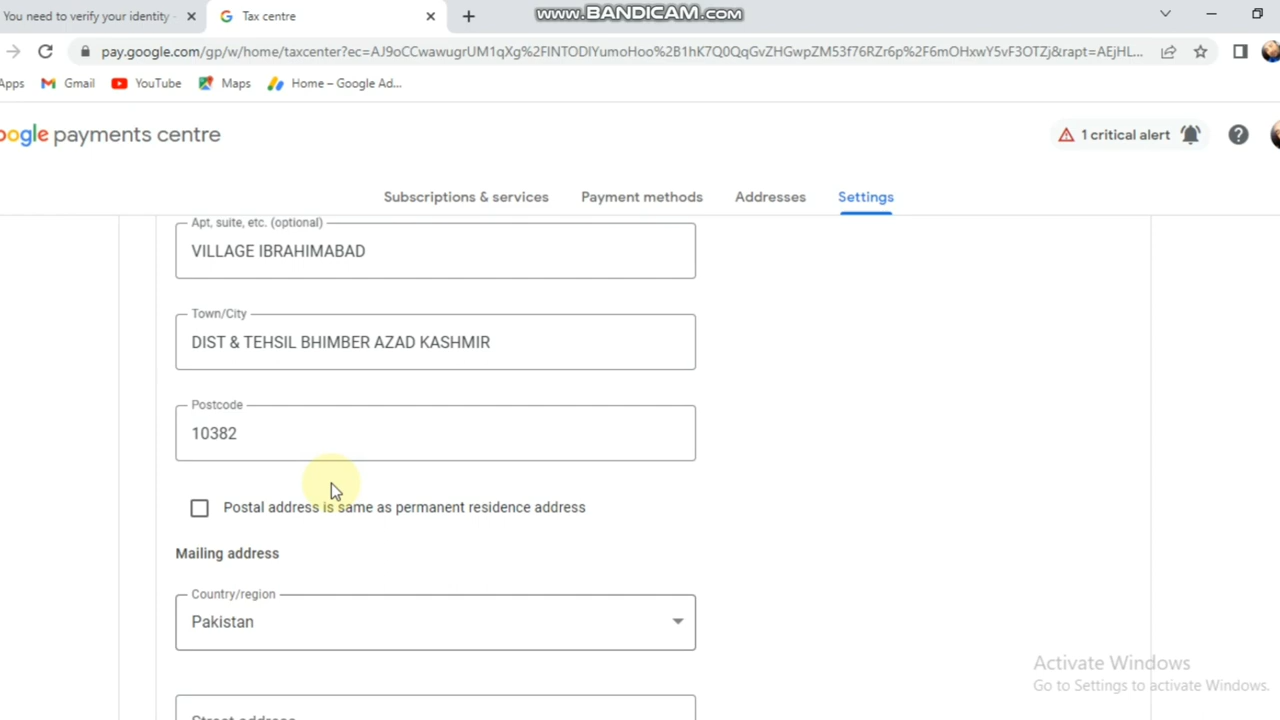 You need to verify your identity
Tax centre
www.BANDICAM.com
pay.google.com/gp/w/home/taxcenter?ec=AJ9oCCwawugrUM1qXg%2FINTODIYumoHoo%2B1hK7Q0QqGvZHGwpZM53f76RZr6p%2F6mOHxwY5vF3OTZj&rapt=AEjHL...
Apps
Gmail
YouTube
Maps
Home – Google Ad...
oogle payments centre
1 critical alert
Subscriptions & services
Payment methods
Addresses
Settings
Apt, suite, etc. (optional)
VILLAGE IBRAHIMABAD
Town/City
DIST & TEHSIL BHIMBER AZAD KASHMIR
Postcode
10382
Postal address is same as permanent residence address
Mailing address
Country/region
Pakistan
Street address
Activate Windows
Go to Settings to activate Windows.